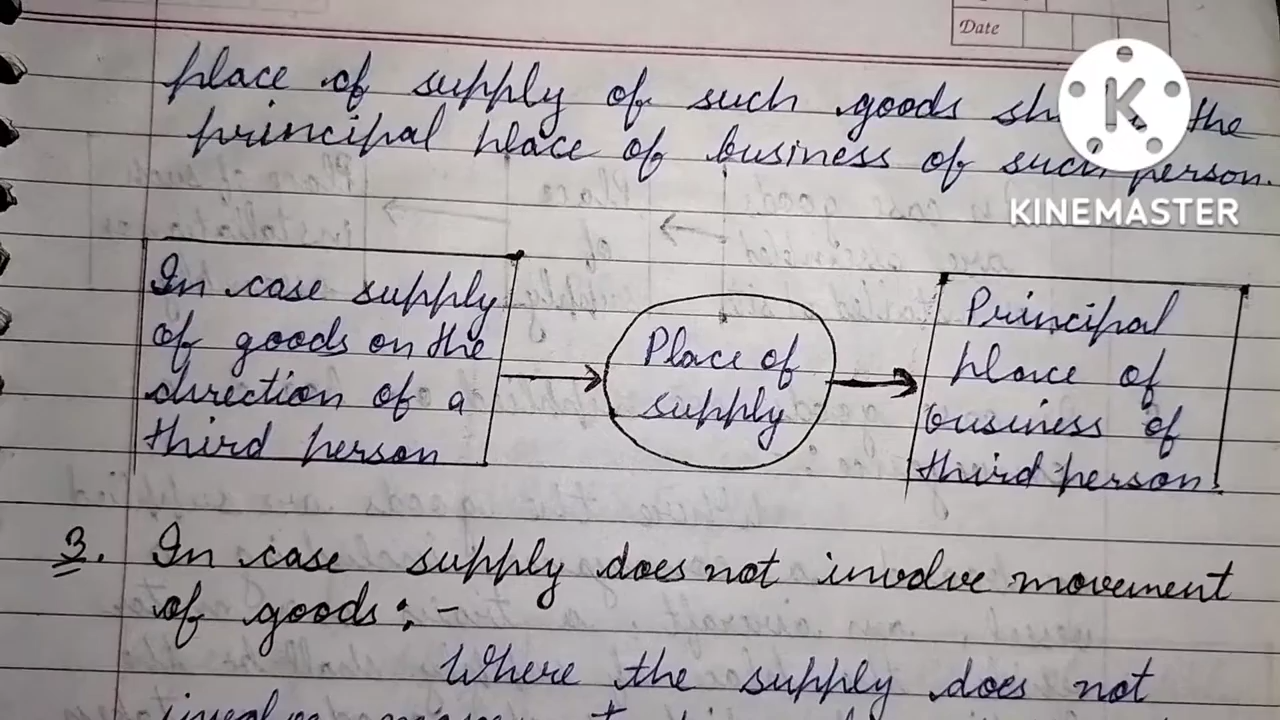 Date
place of supply of such goods sh the
principal place of business of such person.
K
KINEMASTER
In case supply
of goods on the
direction of a
third person
Place of
supply
Principal
place of
business of
third person.
3. In case supply does not involve movement
of goods : -
Where the supply does not